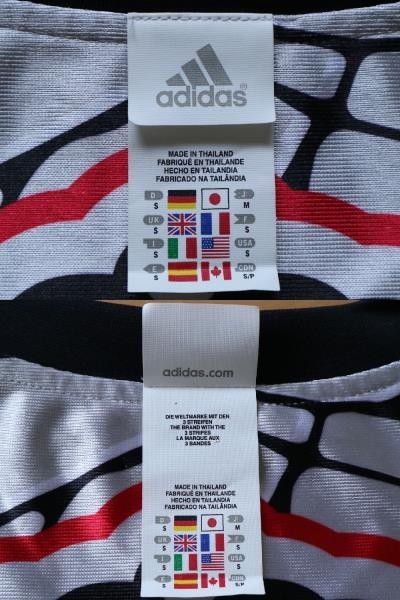 adidas
MADE IN THAILAND
FABRIQUÉ EN THAILANDE
HECHO EN TAILANDIA
FABRICADO NA TAILÂNDIA
D J
S M
UK F
S S
I USA
S S
E CDN
S S/P
adidas.com
DIE WELTMARKE MIT DEN
3 STREIFEN
THE BRAND WITH THE
3 STRIPES
LA MARQUE AUX
3 BANDES
MADE IN THAILAND
FABRIQUÉ EN THAILANDE
HECHO EN TAILANDIA
FABRICADO NA TAILÂNDIA
D J
S M
UK F
S S
I USA
S S
E CDN
S S/P